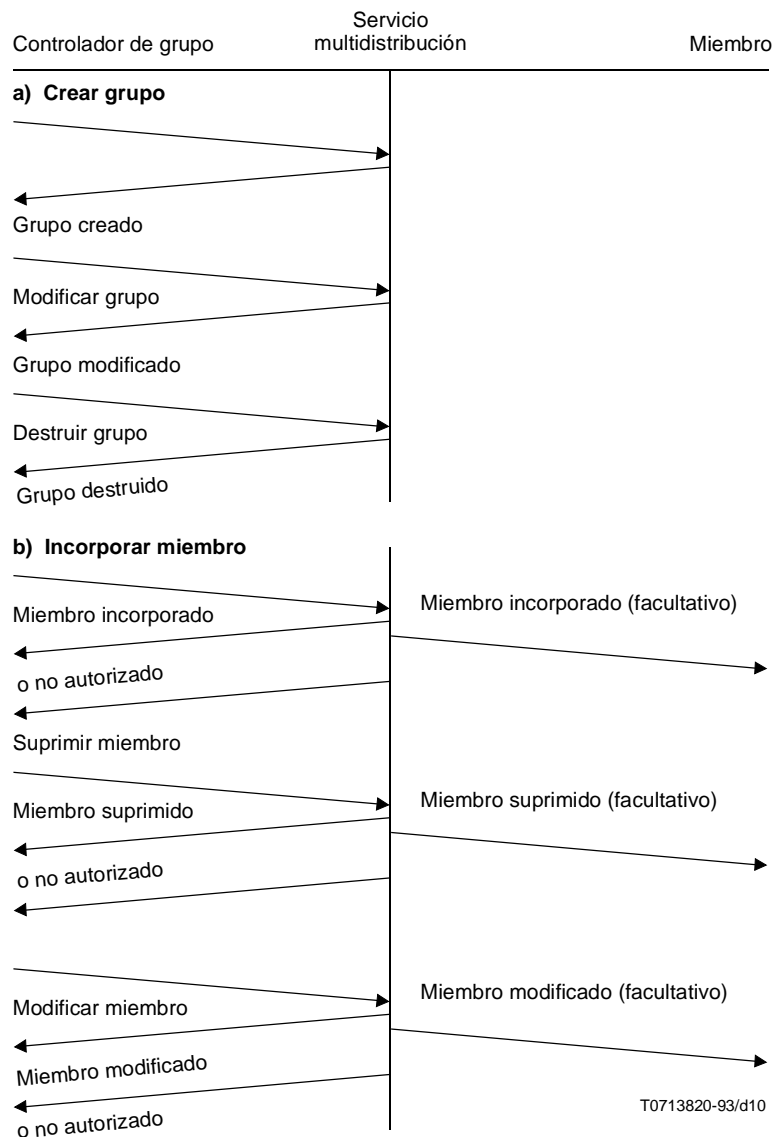 Controlador de grupo
Servicio
multidistribución
Miembro
a) Crear grupo
Grupo creado
Modificar grupo
Grupo modificado
Destruir grupo
Grupo destruido
b) Incorporar miembro
Miembro incorporado
Miembro incorporado (facultativo)
o no autorizado
Suprimir miembro
Miembro suprimido
Miembro suprimido (facultativo)
o no autorizado
Modificar miembro
Miembro modificado (facultativo)
Miembro modificado
o no autorizado
T0713820-93/d10